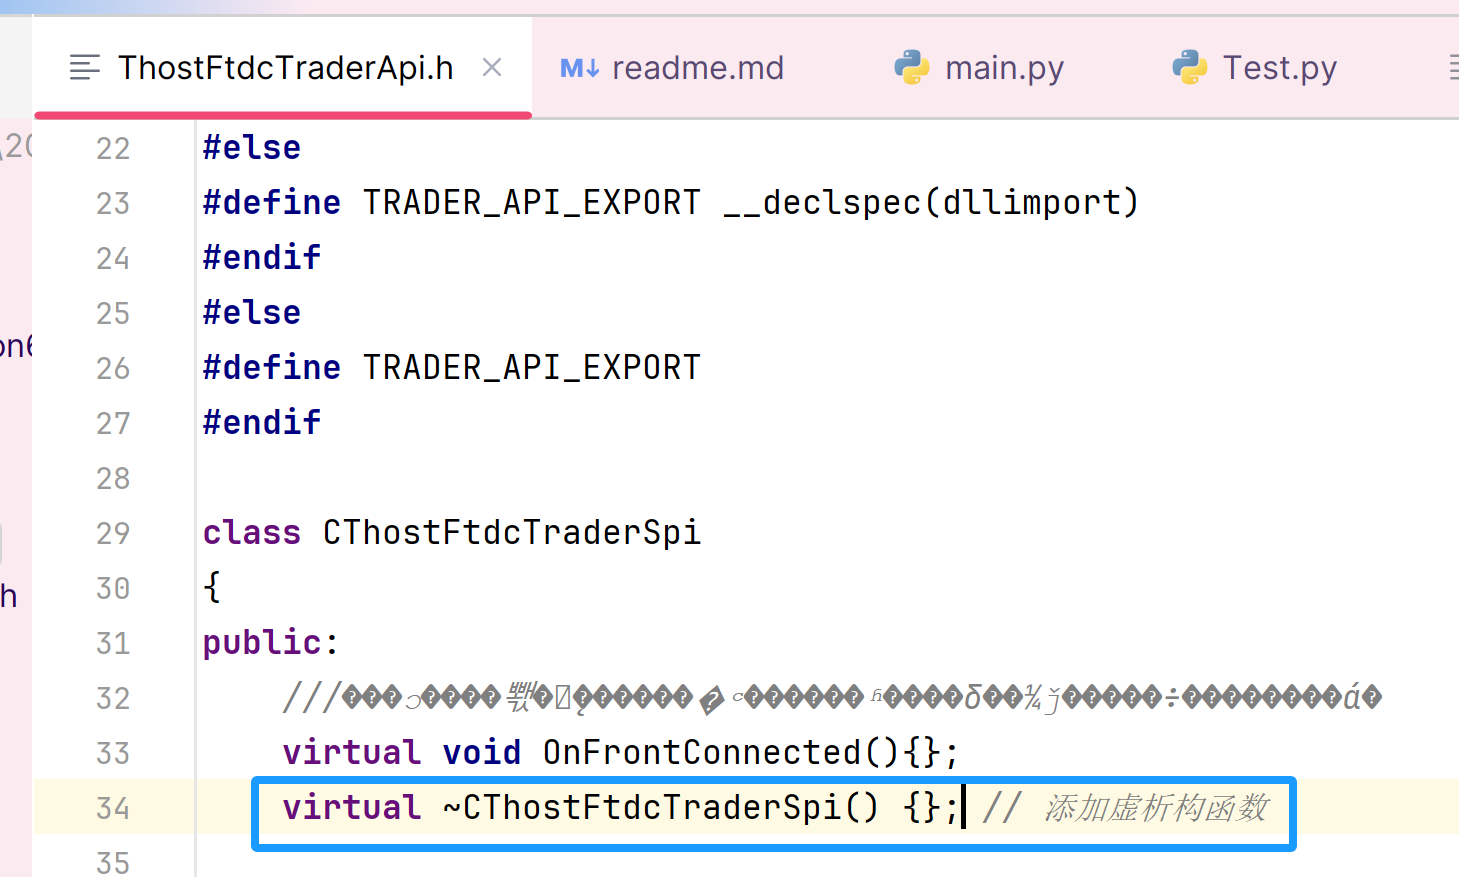 ThostFtdcTraderApi.h
readme.md
main.py
Test.py
22 #else
23 #define TRADER_API_EXPORT __declspec(dllimport)
24 #endif
25 #else
26 #define TRADER_API_EXPORT
27 #endif
28
29 class CThostFtdcTraderSpi
30 {
31 public:
32 ///
33 virtual void OnFrontConnected(){};
34 virtual ~CThostFtdcTraderSpi() {}; // 添加虚析构函数
35
h